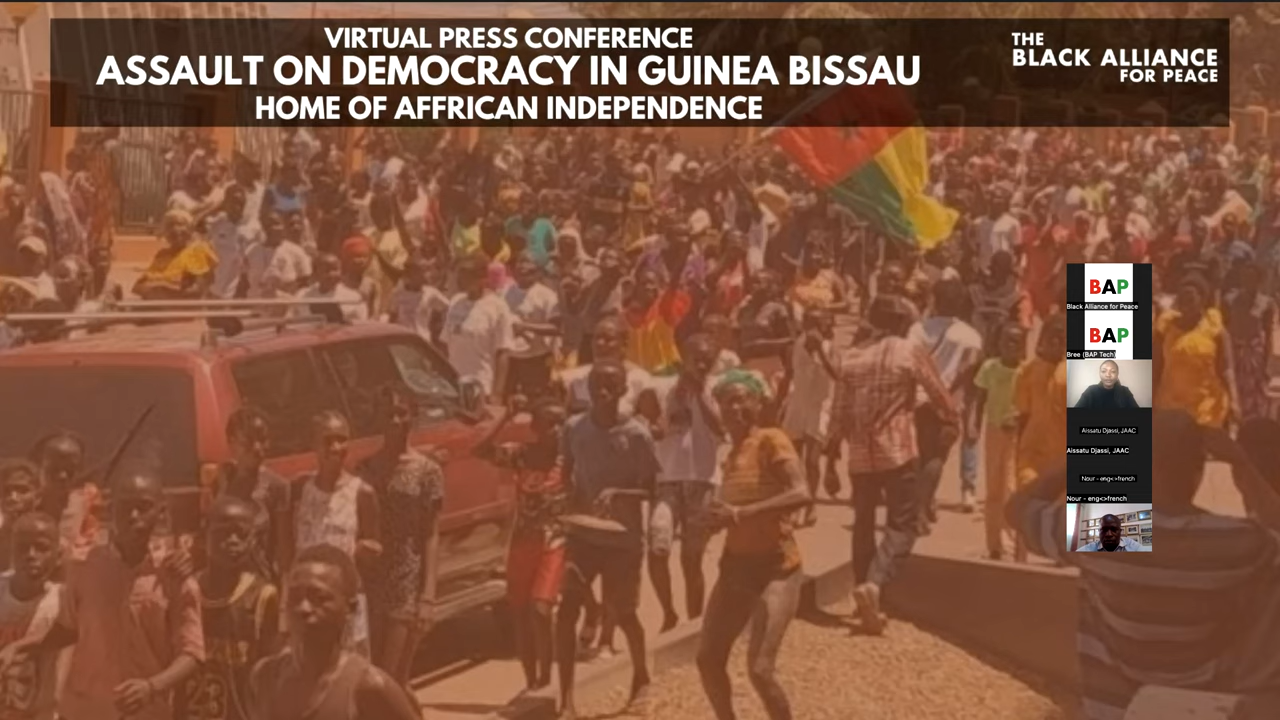 VIRTUAL PRESS CONFERENCE
ASSAULT ON DEMOCRACY IN GUINEA BISSAU
HOME OF AFFRICAN INDEPENDENCE
THE
BLACK ALLIANCE
FOR PEACE
BAP
Black Alliance for Peace
BAP
Bree (BAP Tech)
Aissatu Djassi, JAAC
Aissatu Djassi, JAAC
Nour - eng<>french
Nour - eng<>french
23